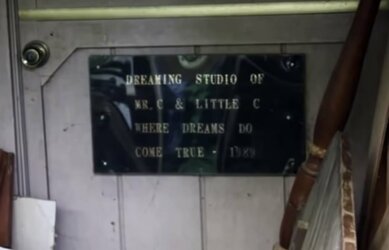 DREAMING STUDIO OF
MR. C & LITTLE C
WHERE DREAMS DO
COME TRUE - 1989